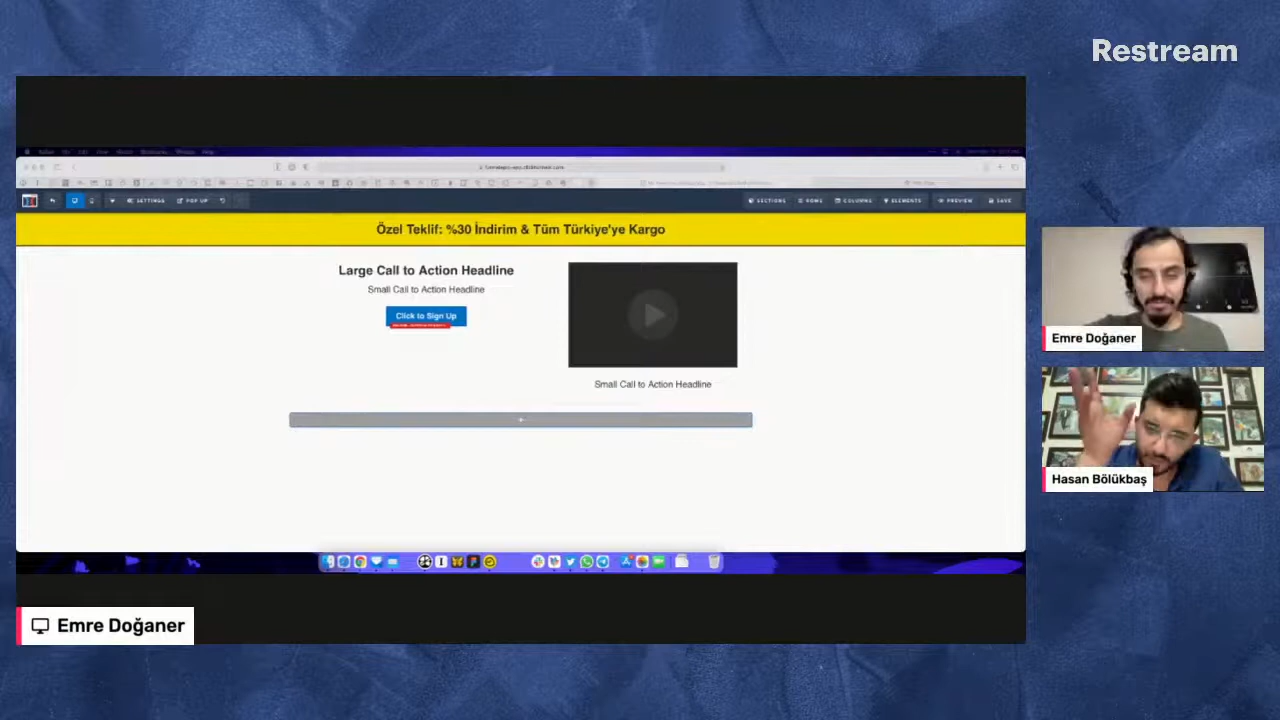 Restream
SETTINGS
POP UP
SECTIONS
ROWS
COLUMNS
ELEMENTS
PREVIEW
SAVE
Özel Teklif: %30 İndirim & Tüm Türkiye'ye Kargo
Large Call to Action Headline
Small Call to Action Headline
Click to Sign Up
Small Call to Action Headline
Emre Doğaner
Hasan Bölükbaş
Emre Doğaner